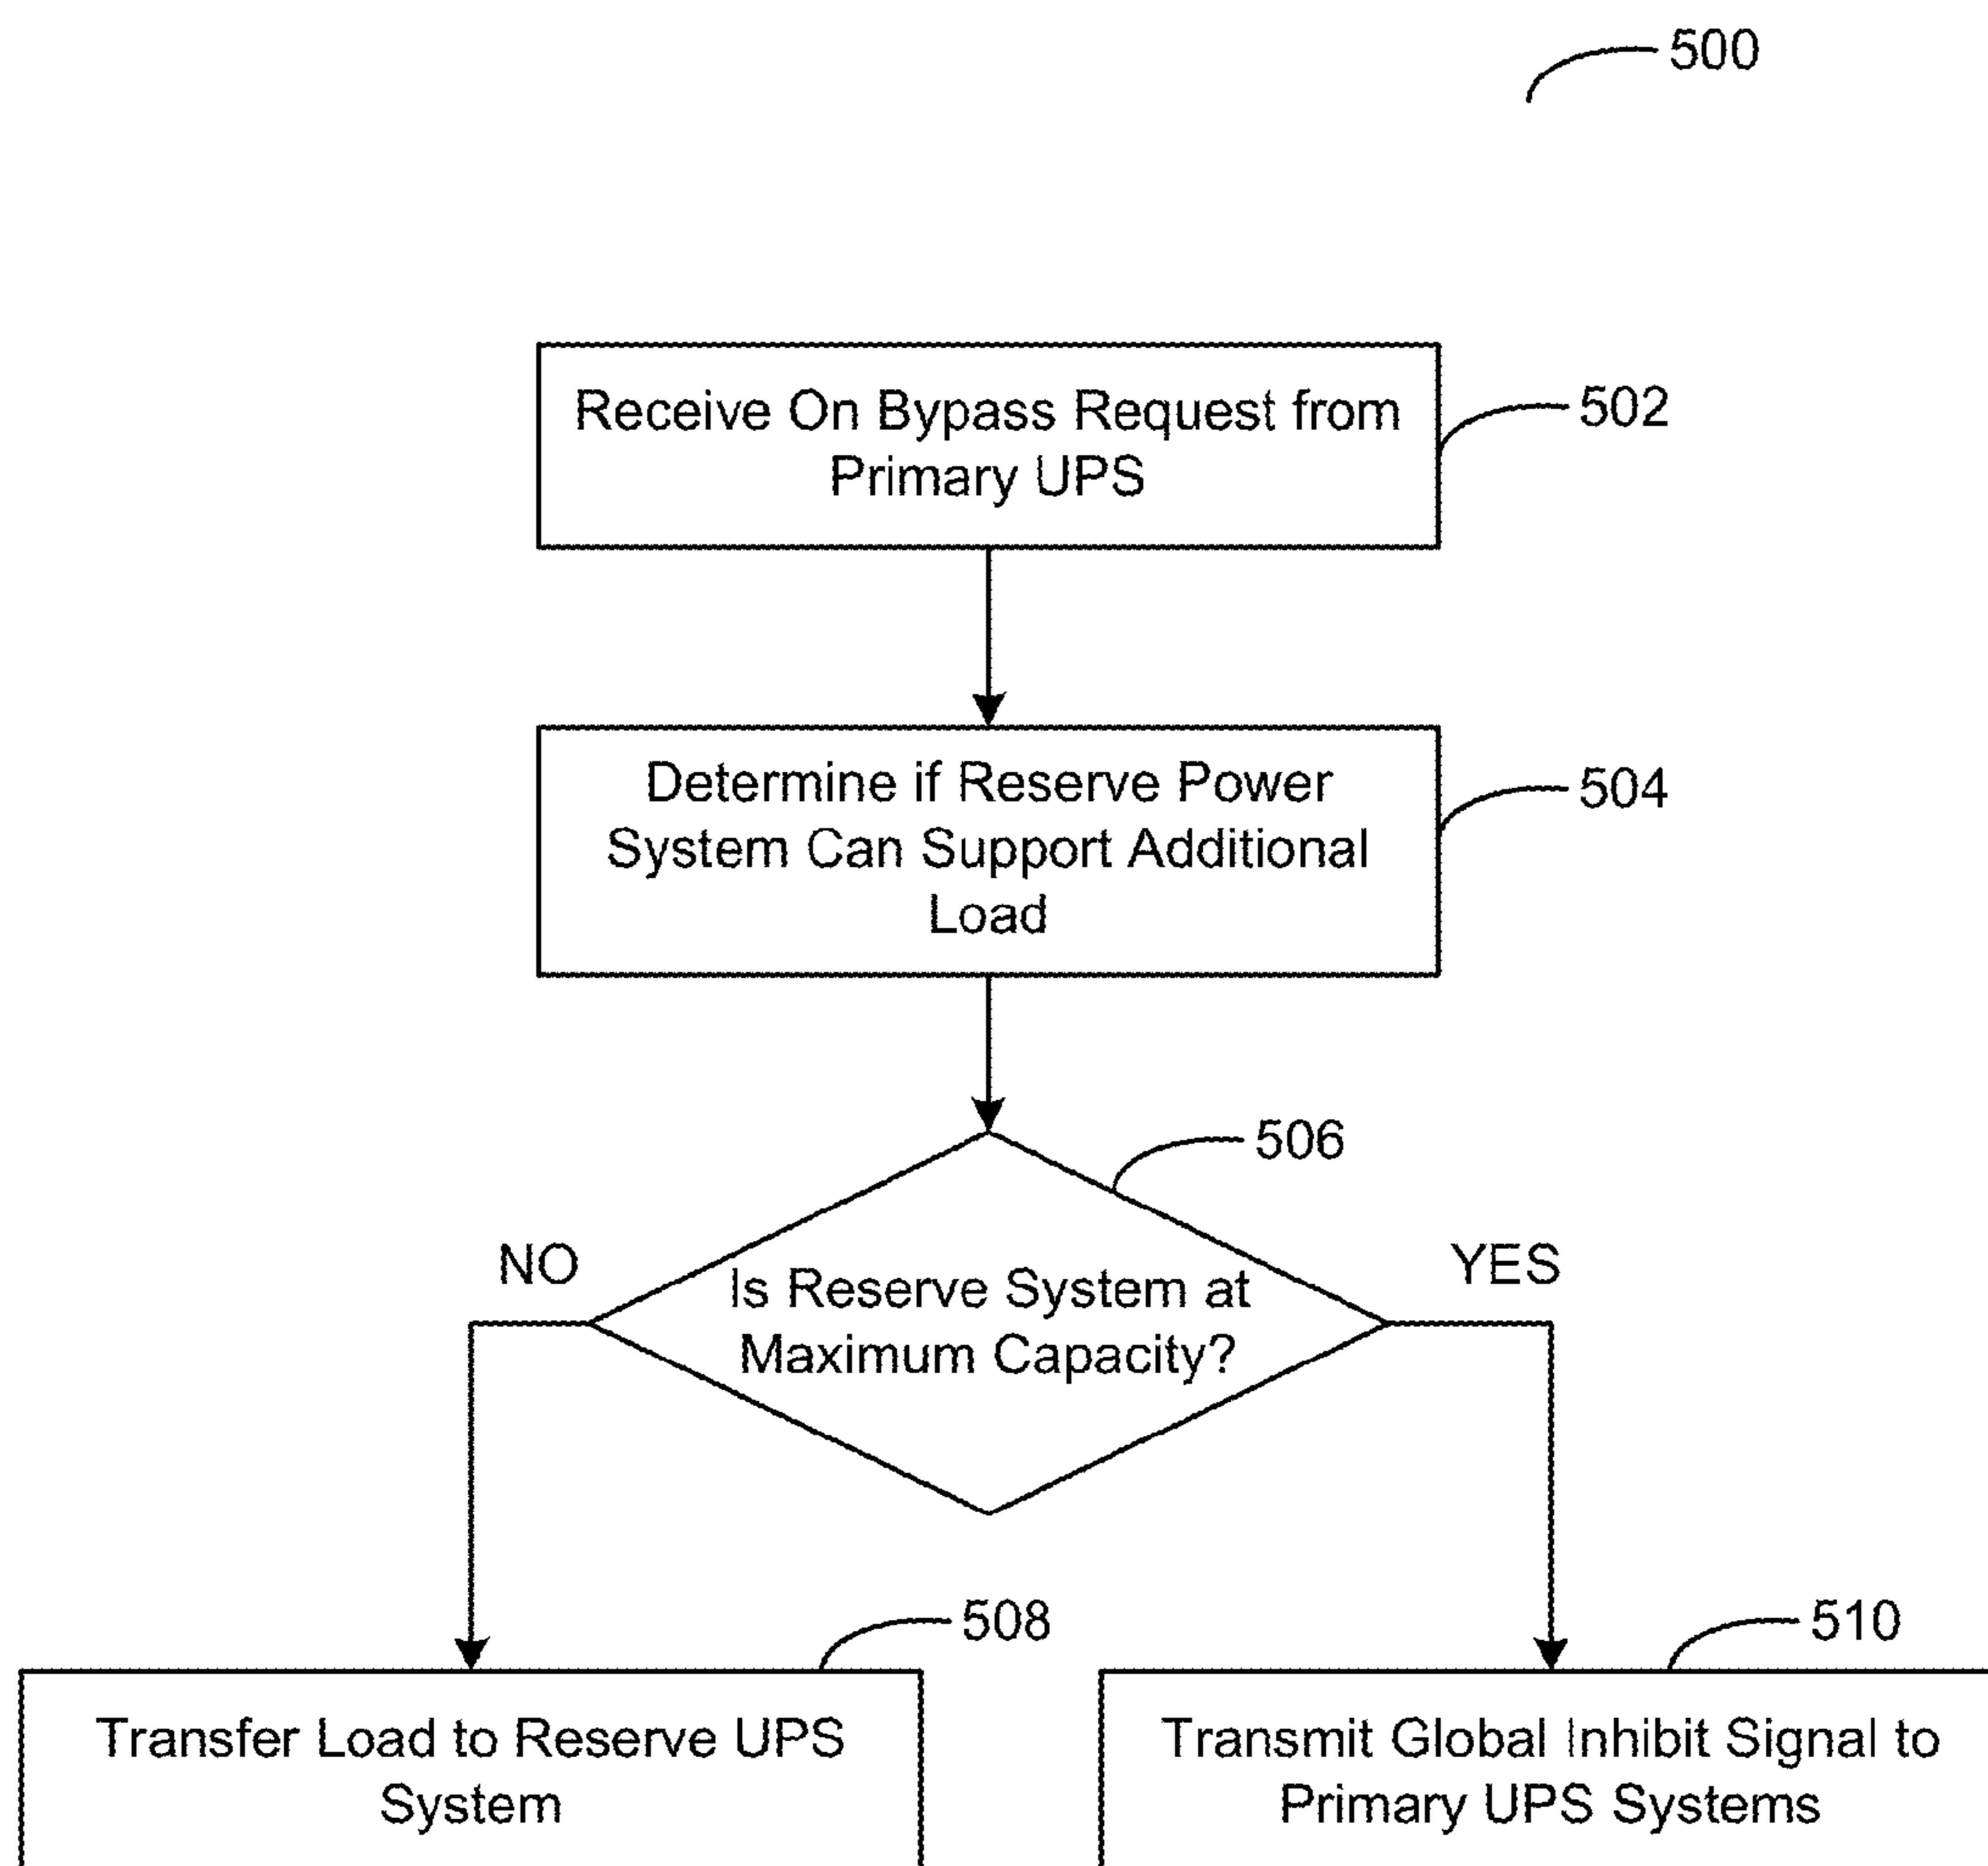 500
Receive On Bypass Request from
Primary UPS
502
Determine if Reserve Power
System Can Support Additional
Load
504
506
NO
YES
Is Reserve System at
Maximum Capacity?
508
510
Transfer Load to Reserve UPS
System
Transmit Global Inhibit Signal to
Primary UPS Systems